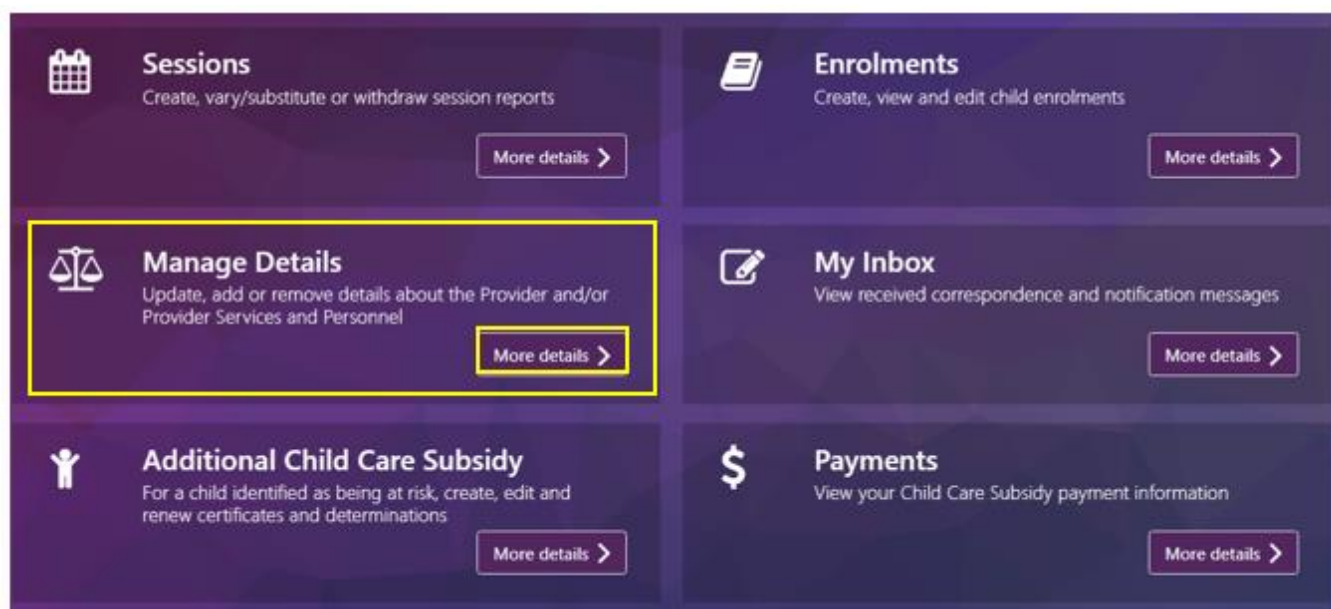 Sessions
Create, vary/substitute or withdraw session reports
More details
Enrolments
Create, view and edit child enrolments
More details
Manage Details
Update, add or remove details about the Provider and/or
Provider Services and Personnel
More details
My Inbox
View received correspondence and notification messages
More details
Additional Child Care Subsidy
For a child identified as being at risk, create, edit and
renew certificates and determinations
More details
$
Payments
View your Child Care Subsidy payment information
More details